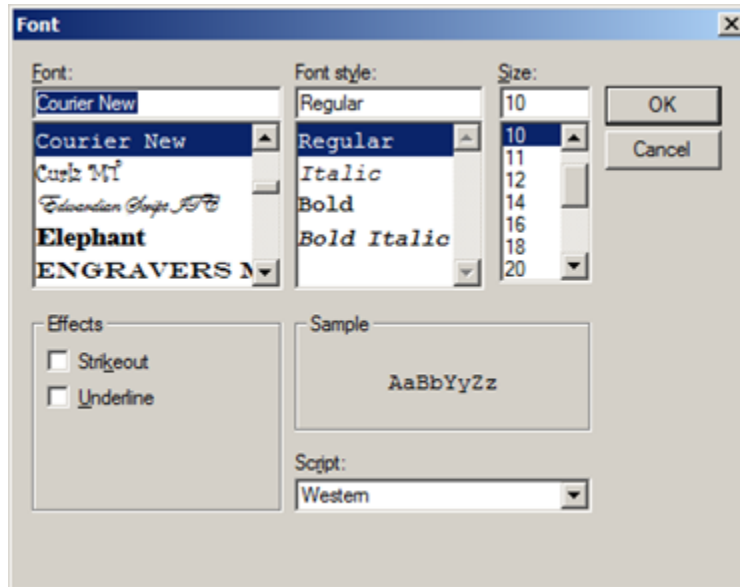 Font
Font:
Courier New
Courier New
Curlz MT
Edwardian Script ITC
Elephant
ENGRAVERS M
Font style:
Regular
Regular
Italic
Bold
Bold Italic
Size:
10
10
11
12
14
16
18
20
OK
Cancel
Effects
Strikeout
Underline
Sample
AaBbYyZz
Script:
Western